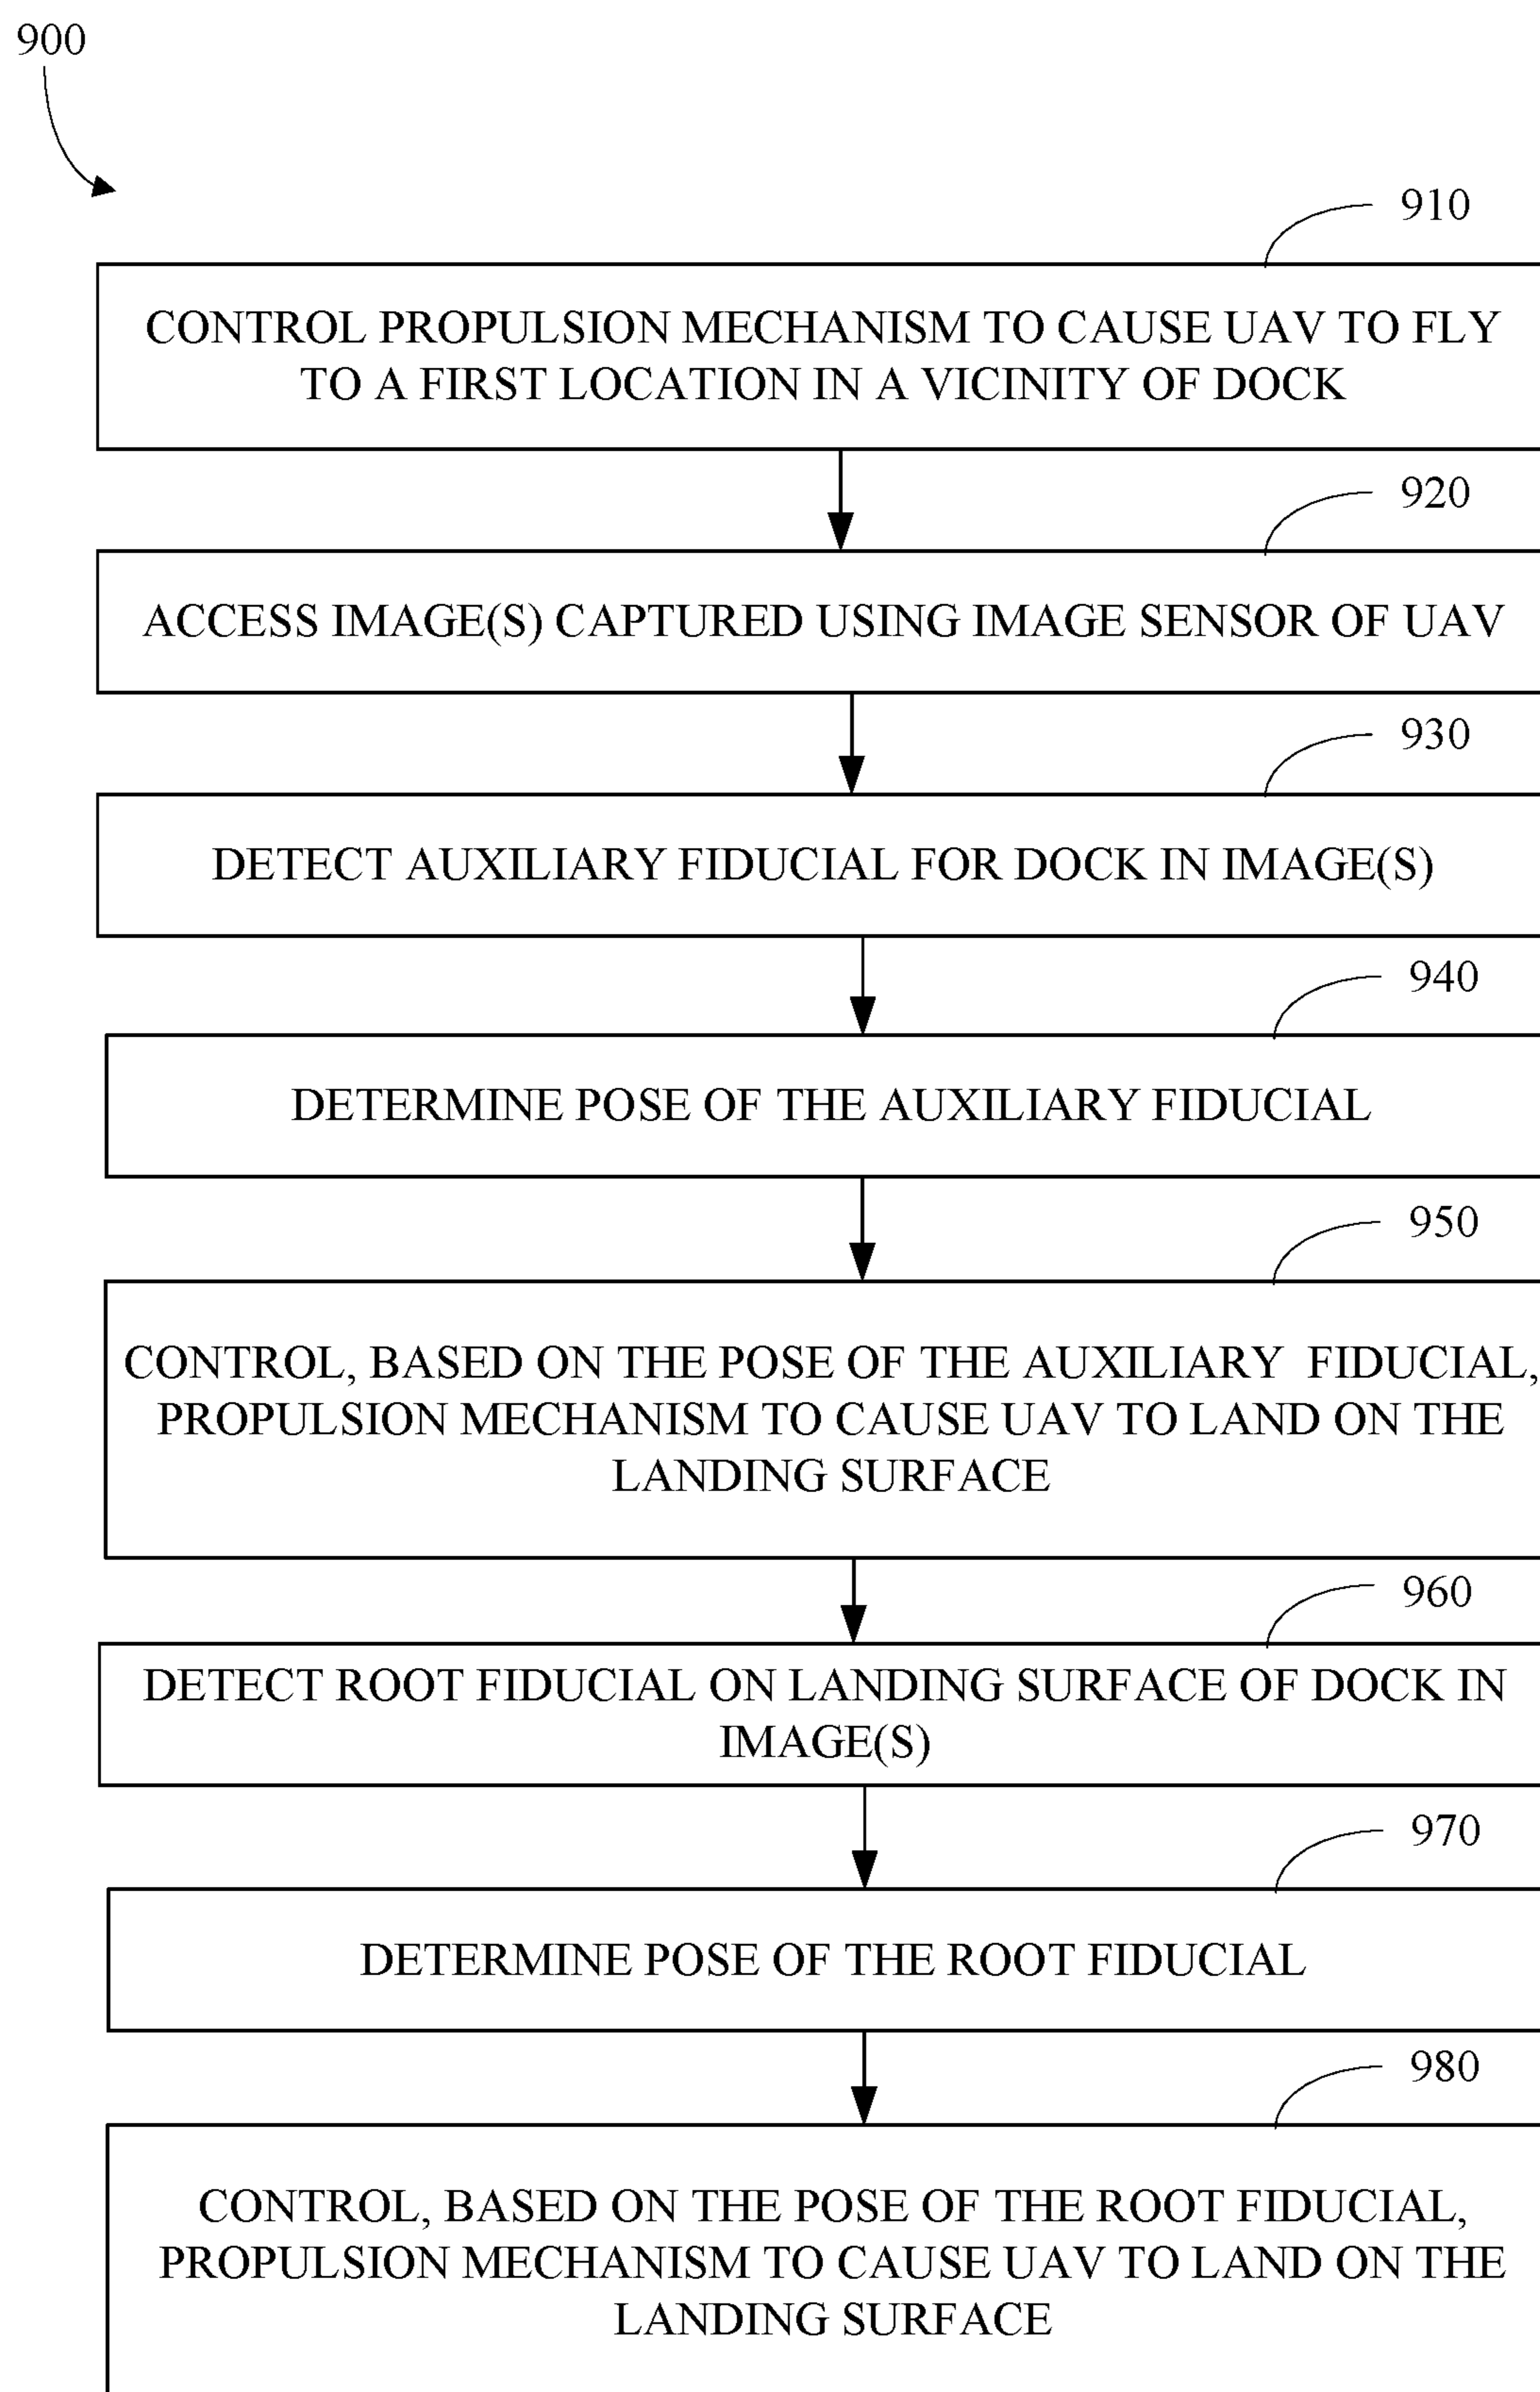 900
910
CONTROL PROPULSION MECHANISM TO CAUSE UAV TO FLY
TO A FIRST LOCATION IN A VICINITY OF DOCK
920
ACCESS IMAGE(S) CAPTURED USING IMAGE SENSOR OF UAV
930
DETECT AUXILIARY FIDUCIAL FOR DOCK IN IMAGE(S)
940
DETERMINE POSE OF THE AUXILIARY FIDUCIAL
950
CONTROL, BASED ON THE POSE OF THE AUXILIARY FIDUCIAL,
PROPULSION MECHANISM TO CAUSE UAV TO LAND ON THE
LANDING SURFACE
960
DETECT ROOT FIDUCIAL ON LANDING SURFACE OF DOCK IN
IMAGE(S)
970
DETERMINE POSE OF THE ROOT FIDUCIAL
980
CONTROL, BASED ON THE POSE OF THE ROOT FIDUCIAL,
PROPULSION MECHANISM TO CAUSE UAV TO LAND ON THE
LANDING SURFACE